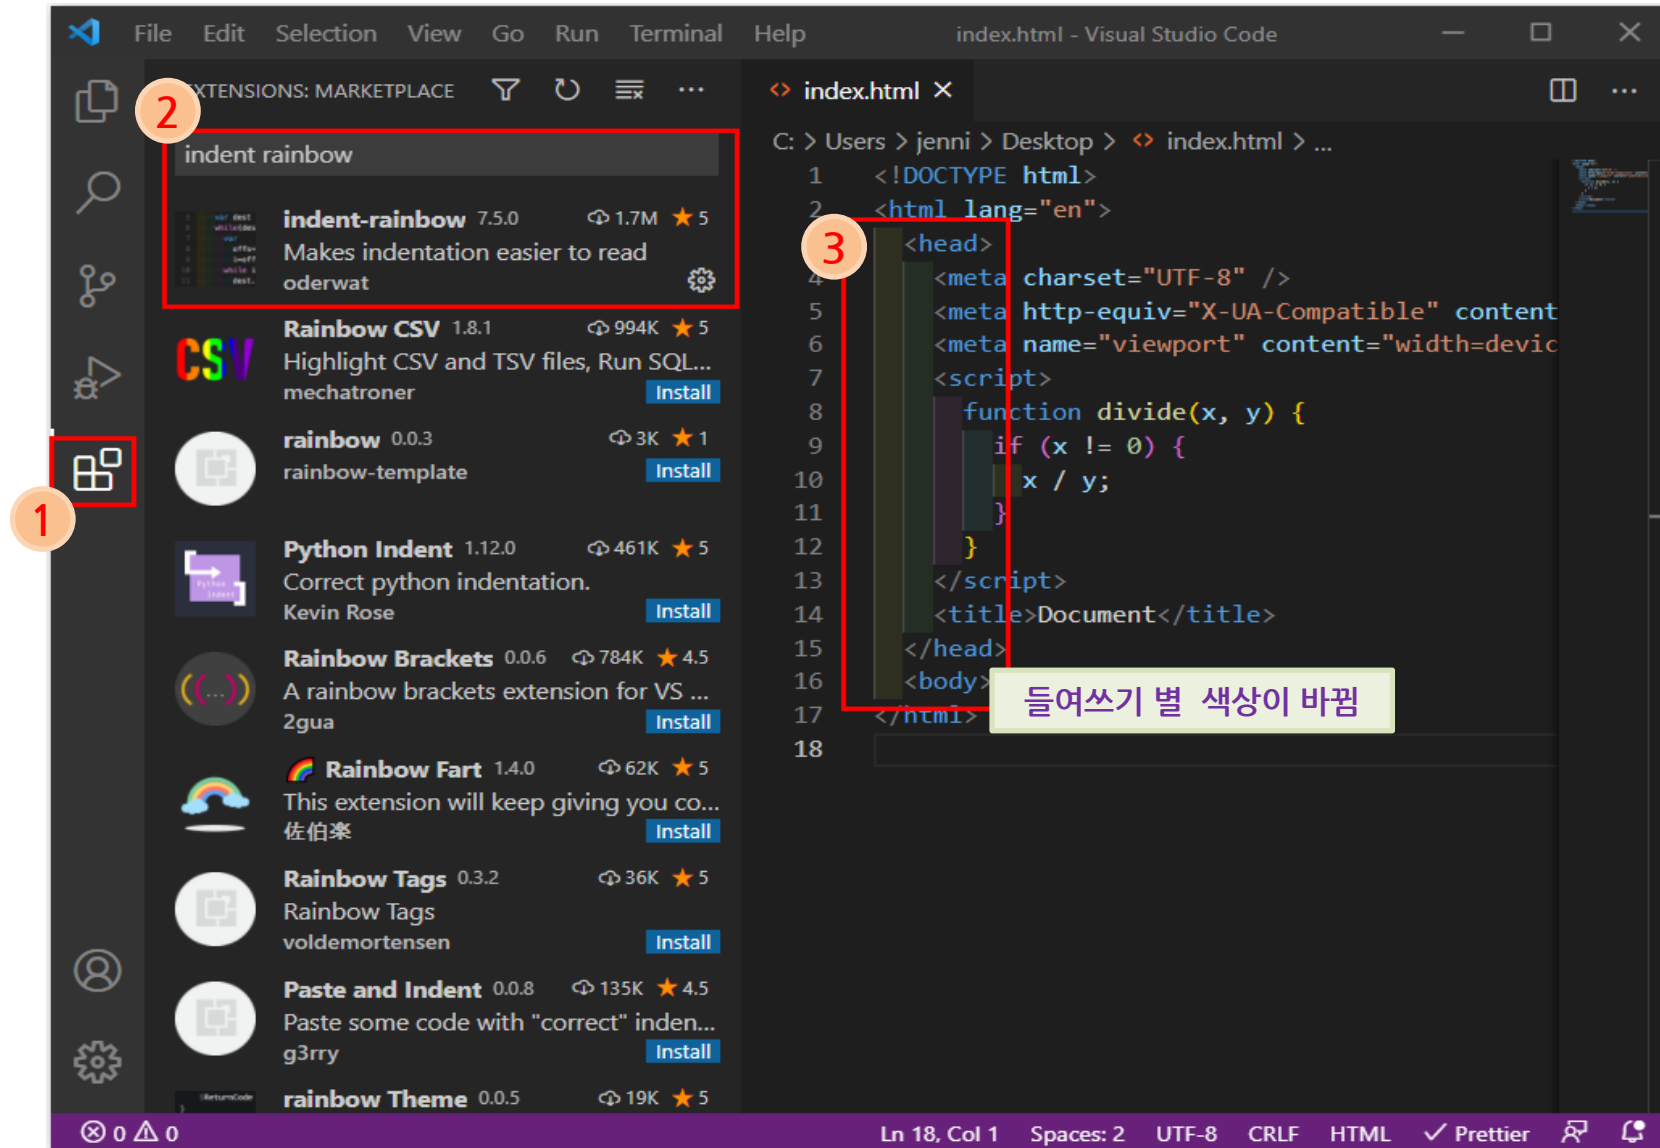 File Edit Selection View Go Run Terminal Help index.html - Visual Studio Code
EXTENSIONS: MARKETPLACE
2
indent rainbow
indent-rainbow 7.5.0 1.7M 5
Makes indentation easier to read
oderwat
Rainbow CSV 1.8.1 994K 5
Highlight CSV and TSV files, Run SQL...
mechatroner Install
rainbow 0.0.3 3K 1
rainbow-template Install
1
Python Indent 1.12.0 461K 5
Correct python indentation.
Kevin Rose Install
Rainbow Brackets 0.0.6 784K 4.5
A rainbow brackets extension for VS ...
2gua Install
🌈 Rainbow Fart 1.4.0 62K 5
This extension will keep giving you co...
佐伯楽 Install
Rainbow Tags 0.3.2 36K 5
Rainbow Tags
voldemortensen Install
Paste and Indent 0.0.8 135K 4.5
Paste some code with "correct" inden...
g3rry Install
rainbow Theme 0.0.5 19K 5
index.html
C: > Users > jenni > Desktop > index.html > ...
1 <!DOCTYPE html>
2 <html lang="en">
3 <head>
4 <meta charset="UTF-8" />
5 <meta http-equiv="X-UA-Compatible" content
6 <meta name="viewport" content="width=devic
7 <script>
8 function divide(x, y) {
9 if (x != 0) {
10 x / y;
11 }
12 }
13 </script>
14 <title>Document</title>
15 </head>
16 <body>
들여쓰기 별 색상이 바뀜
17 </html>
18
0 0 Ln 18, Col 1 Spaces: 2 UTF-8 CRLF HTML Prettier